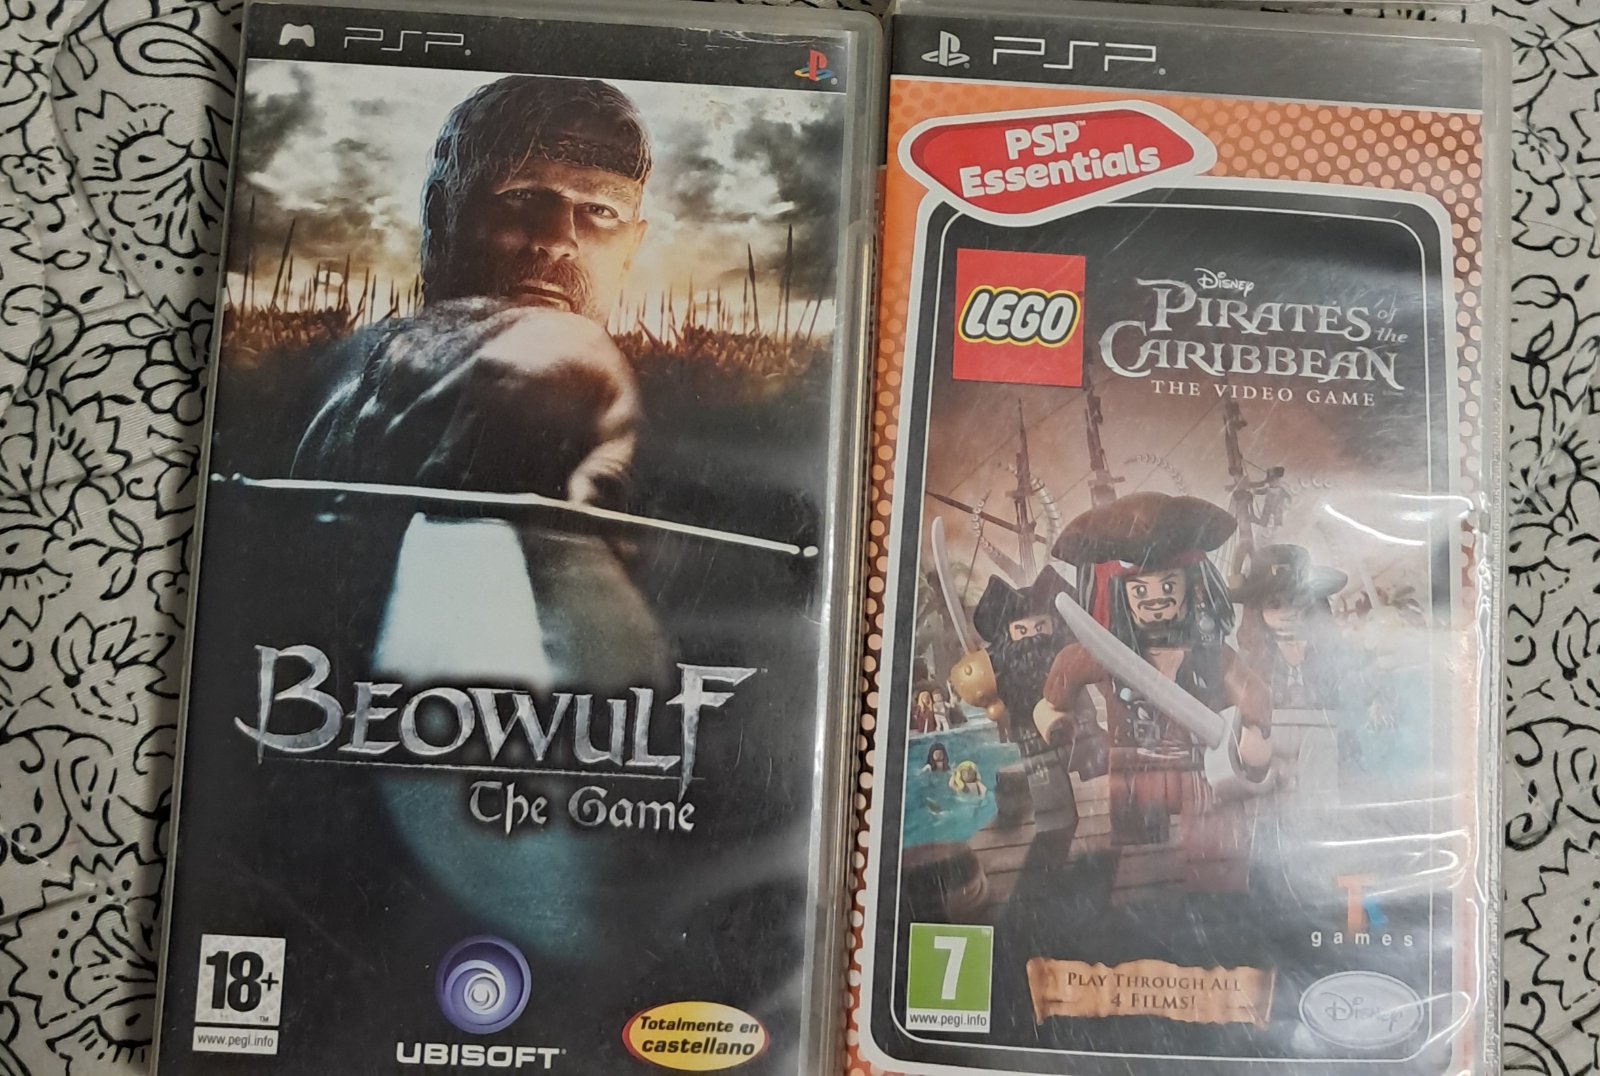 PSP
BEOWULF
The Game
18+
www.pegi.info
UBISOFT
Totalmente en
castellano
PSP
PSP
Essentials
LEGO
DISNEY
PIRATES of
the
CARIBBEAN
THE VIDEO GAME
7
www.pegi.info
PLAY THROUGH ALL
4 FILMS!
games
Disney